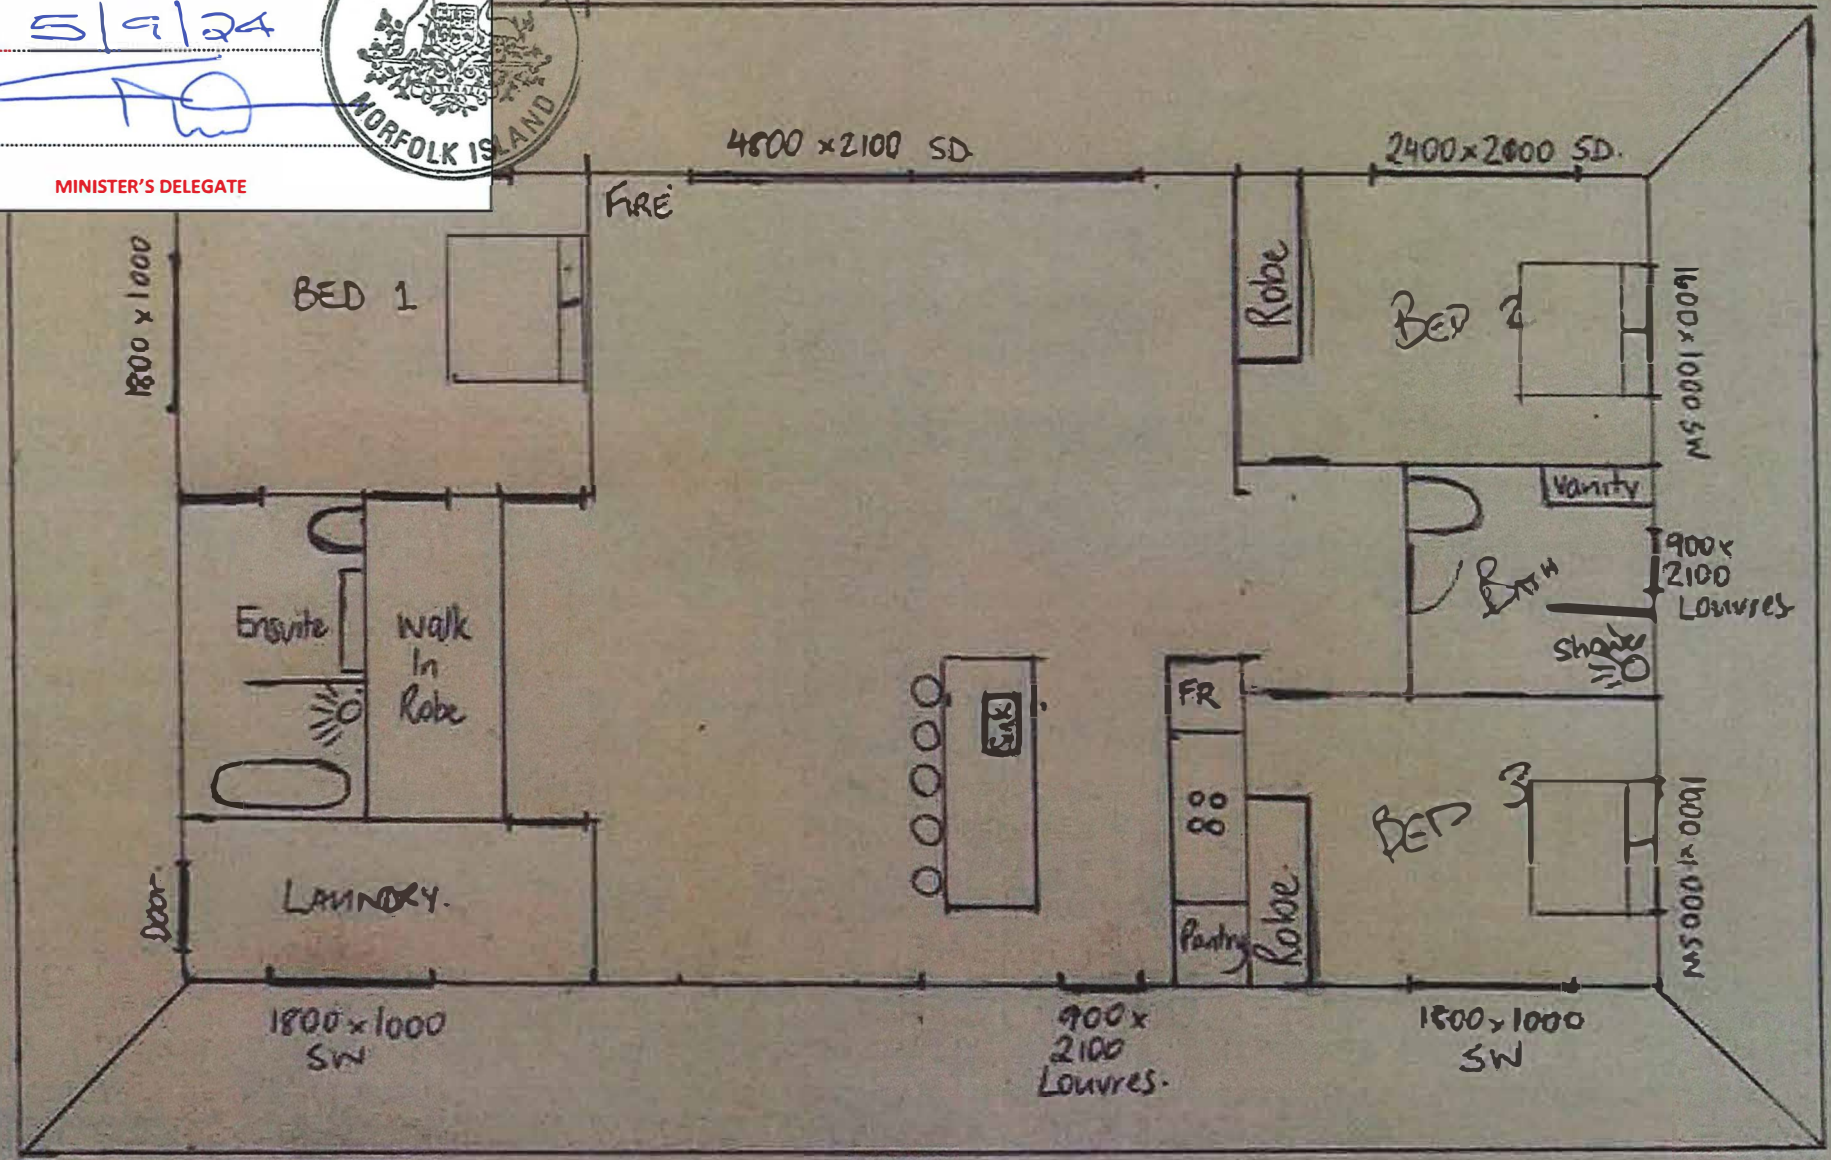 5/9/24
NORFOLK ISLAND
MINISTER'S DELEGATE
4800 x 2100 SD
2400 x 2100 SD.
FIRE
1800 x 1000
BED 1
Robe
BED 2
1600 x 1000 SW
Vanity
900 x
2100
Louvres
BATH
Shower
Ensuite
Walk
In
Robe
Sink
FR
BED 3
1600 x 1000 SW
Door.
LAUNDRY.
Pantry
Robe.
1800 x 1000
SW
900 x
2100
Louvres.
1800 x 1000
SW